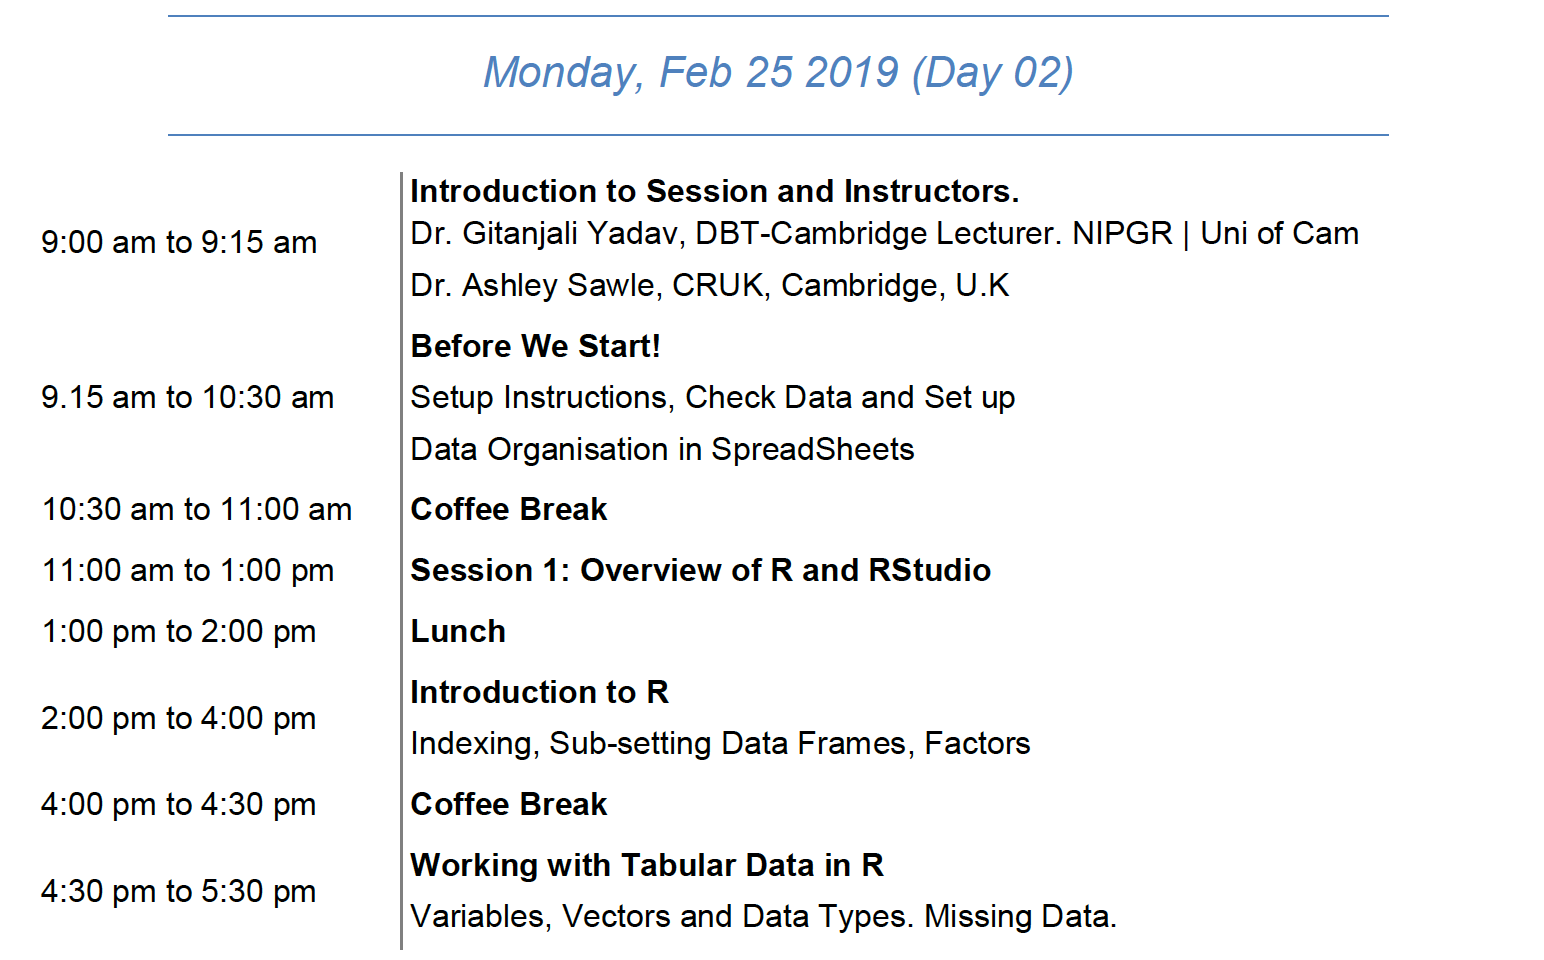 Monday, Feb 25 2019 (Day 02)
9:00 am to 9:15 am
Introduction to Session and Instructors.
Dr. Gitanjali Yadav, DBT-Cambridge Lecturer. NIPGR | Uni of Cam
Dr. Ashley Sawle, CRUK, Cambridge, U.K
9.15 am to 10:30 am
Before We Start!
Setup Instructions, Check Data and Set up
Data Organisation in SpreadSheets
10:30 am to 11:00 am
Coffee Break
11:00 am to 1:00 pm
Session 1: Overview of R and RStudio
1:00 pm to 2:00 pm
Lunch
2:00 pm to 4:00 pm
Introduction to R
Indexing, Sub-setting Data Frames, Factors
4:00 pm to 4:30 pm
Coffee Break
4:30 pm to 5:30 pm
Working with Tabular Data in R
Variables, Vectors and Data Types. Missing Data.